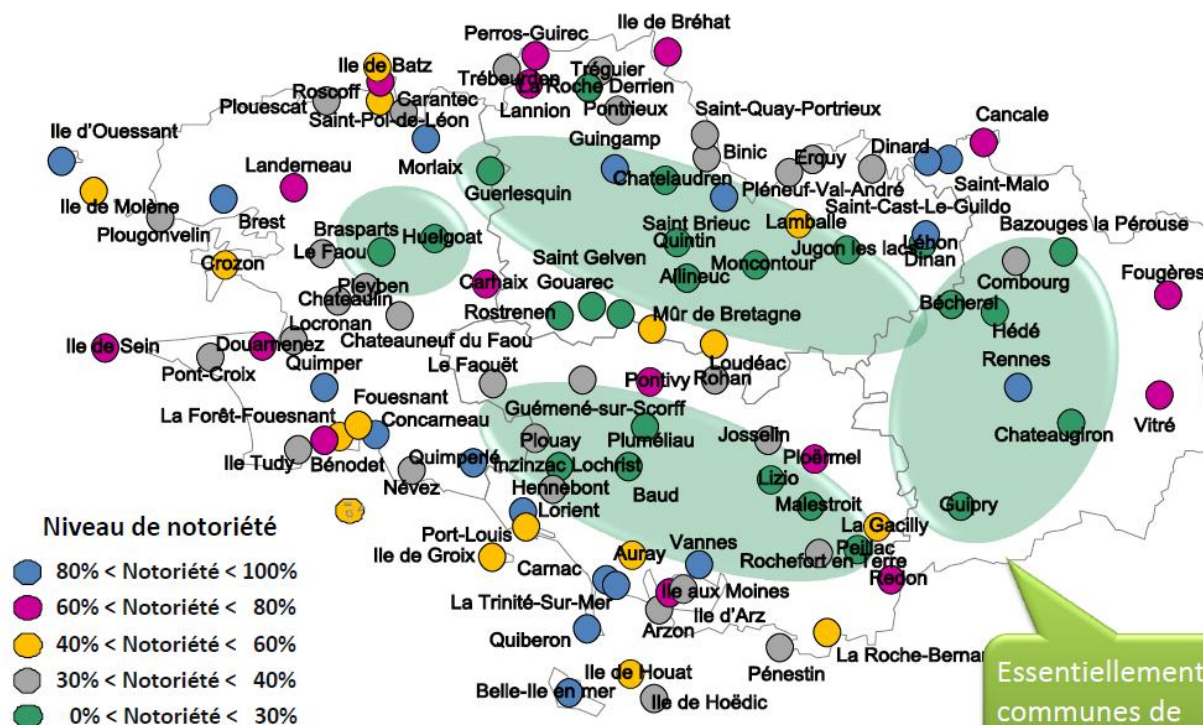 Ile de Bréhat
Perros-Guirec
Ile de Batz
Trébeurden
Tréguier
Roscoff
La Roche Derrien
Plouescat
Carantec
Lannion
Pontrieux
Saint-Quay-Portrieux
Saint-Pol-de-Léon
Cancale
Ile d'Ouessant
Guingamp
Dinard
Landerneau
Morlaix
Binic
Erquy
Chatelaudren
Saint-Malo
Guerlesquin
Pléneuf-Val-André
Ile de Molène
Saint-Cast-Le-Guildo
Brest
Lamballe
Bazouges la Pérouse
Plougonvelin
Brasparts
Saint Brieuc
Huelgoat
Quintin
Léhon
Le Faou
Jugon les lacs
Dinan
Crozon
Saint Gelven
Moncontour
Combourg
Fougères
Pleyben
Carhaix
Gouarec
Allineuc
Chateaulin
Bécherel
Rostrenen
Mûr de Bretagne
Locronan
Hédé
Chateauneuf du Faou
Ile de Sein
Douarnenez
Quimper
Le Faouët
Loudéac
Rennes
Pont-Croix
Pontivy
Rohan
Fouesnant
Guémené-sur-Scorff
La Forêt-Fouesnant
Concarneau
Vitré
Plouay
Pluméliau
Josselin
Chateaugiron
Ile Tudy
Bénodet
Quimperlé
Inzinzac Lochrist
Ploërmel
Névez
Hennebont
Baud
Lizio
Lorient
Malestroit
Guipry
Niveau de notoriété
Port-Louis
La Gacilly
Ile de Groix
Auray
Vannes
Peillac
Rochefort en Terre
80% < Notoriété < 100%
Carnac
Redon
60% < Notoriété < 80%
La Trinité-Sur-Mer
Ile aux Moines
Ile d'Arz
40% < Notoriété < 60%
Quiberon
Arzon
La Roche-Bernar
Pénestin
30% < Notoriété < 40%
Ile de Houat
Belle-Ile en mer
Ile de Hoëdic
0% < Notoriété < 30%
Essentiellement
communes de